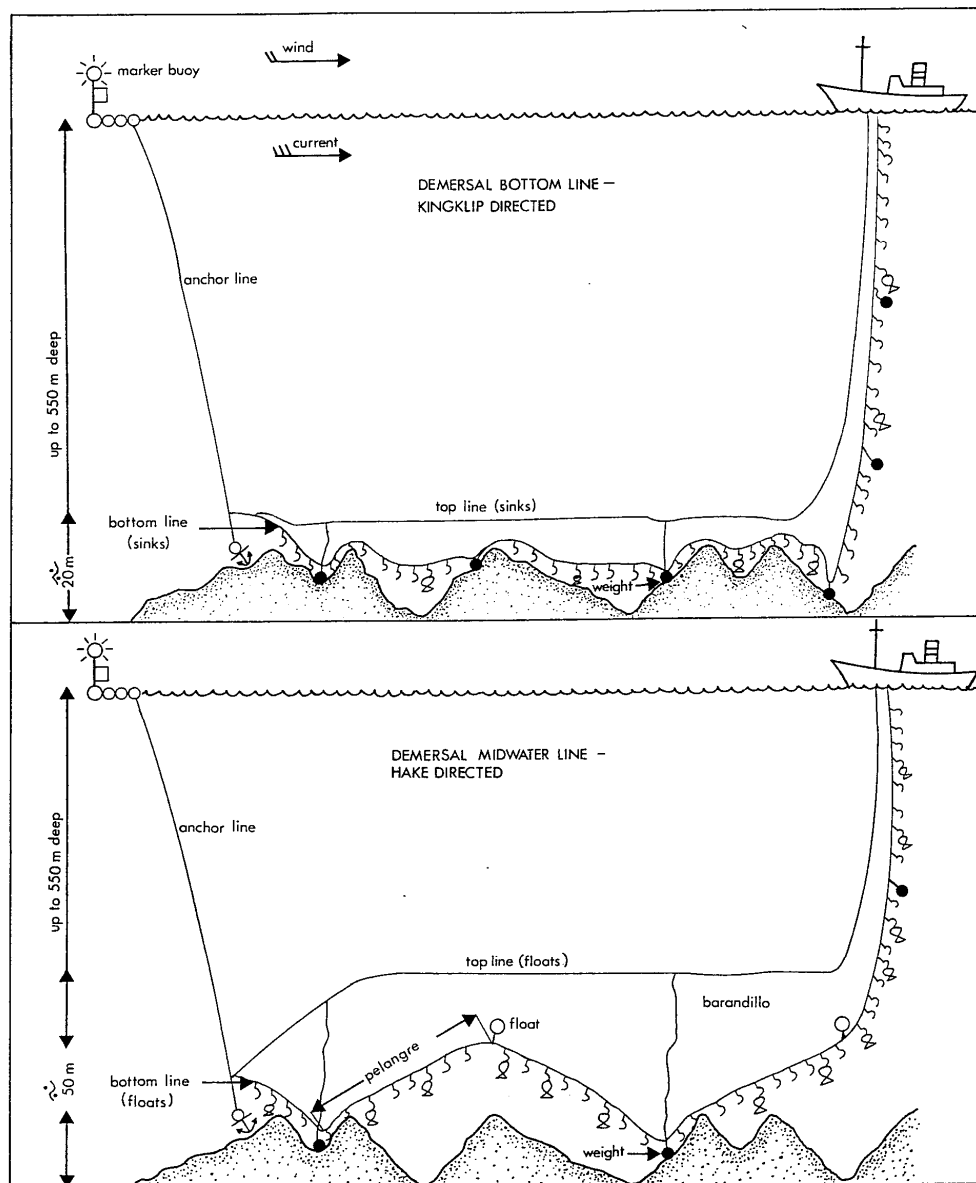 wind
marker buoy
current
DEMERSAL BOTTOM LINE –
KINGKLIP DIRECTED
anchor line
up to 550 m deep
top line (sinks)
bottom line
(sinks)
20 m
weight
DEMERSAL MIDWATER LINE –
HAKE DIRECTED
anchor line
up to 550 m deep
top line (floats)
barandillo
float
pelangre
50 m
bottom line
(floats)
weight